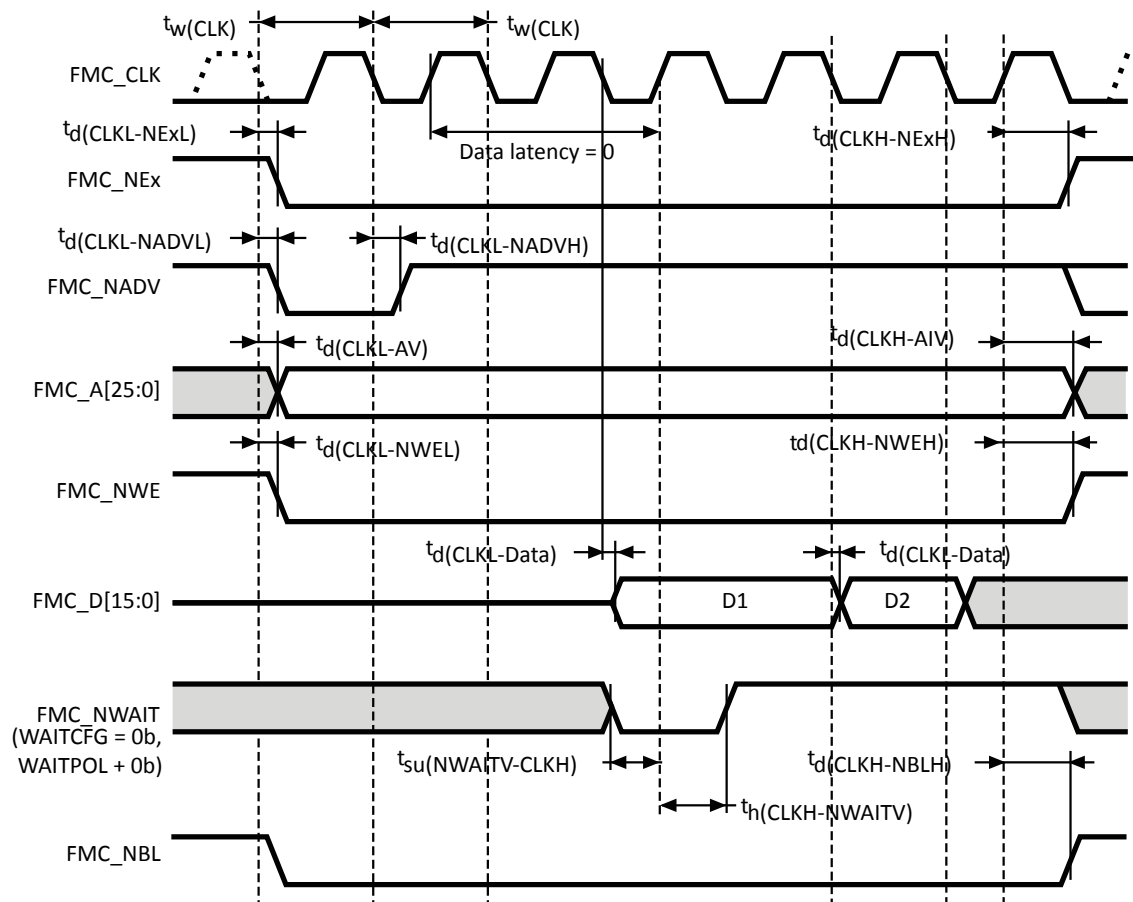 tw(CLK)
tw(CLK)
FMC_CLK
td(CLKL-NExL)
Data latency = 0
td(CLKH-NExH)
FMC_NEx
td(CLKL-NADVL)
td(CLKL-NADVH)
FMC_NADV
td(CLKL-AV)
td(CLKH-AIV)
FMC_A[25:0]
td(CLKL-NWEL)
td(CLKH-NWEH)
FMC_NWE
td(CLKL-Data)
td(CLKL-Data)
FMC_D[15:0]
D1
D2
FMC_NWAIT
(WAITCFG = 0b,
WAITPOL + 0b)
tsu(NWAITV-CLKH)
td(CLKH-NBLH)
th(CLKH-NWAITV)
FMC_NBL